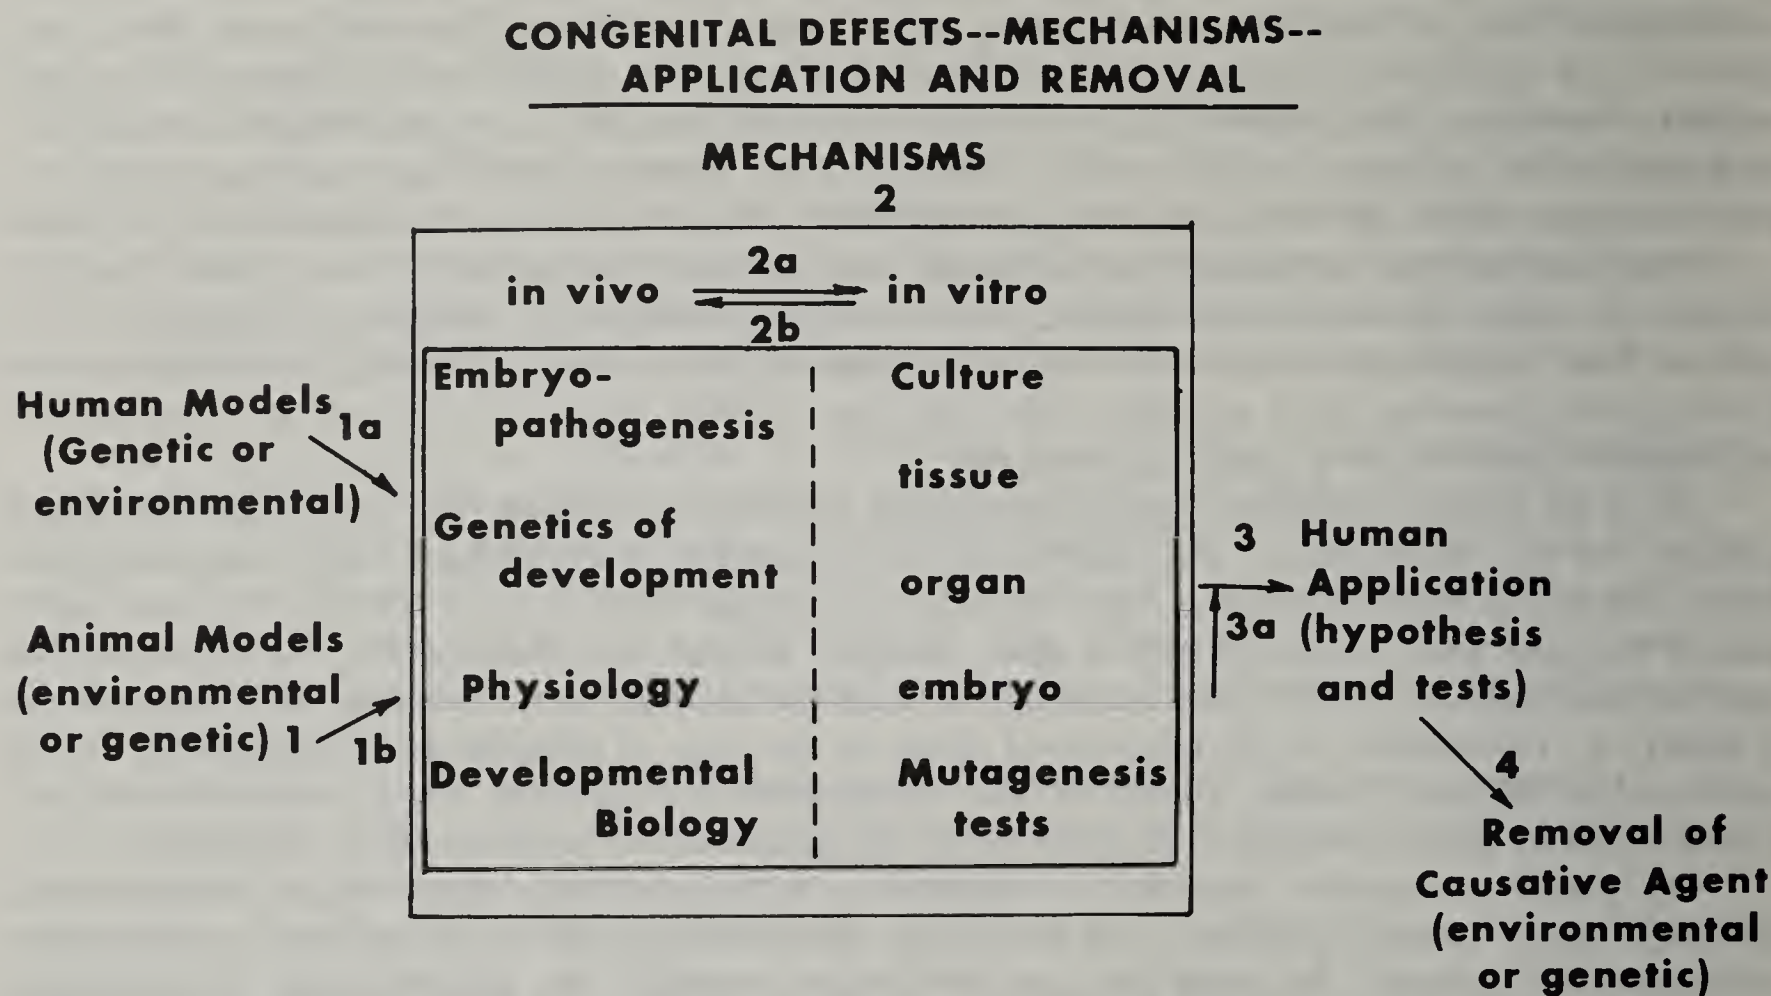 CONGENITAL DEFECTS--MECHANISMS--
APPLICATION AND REMOVAL
MECHANISMS
2
2a
in vivo in vitro
2b
Human Models 1a
(Genetic or
environmental)
Animal Models
(environmental
or genetic) 1 1b
Embryo-
pathogenesis
Genetics of
development
Physiology
Developmental
Biology
Culture
tissue
organ
embryo
Mutagenesis
tests
3 Human
Application
3a (hypothesis
and tests)
4
Removal of
Causative Agent
(environmental
or genetic)